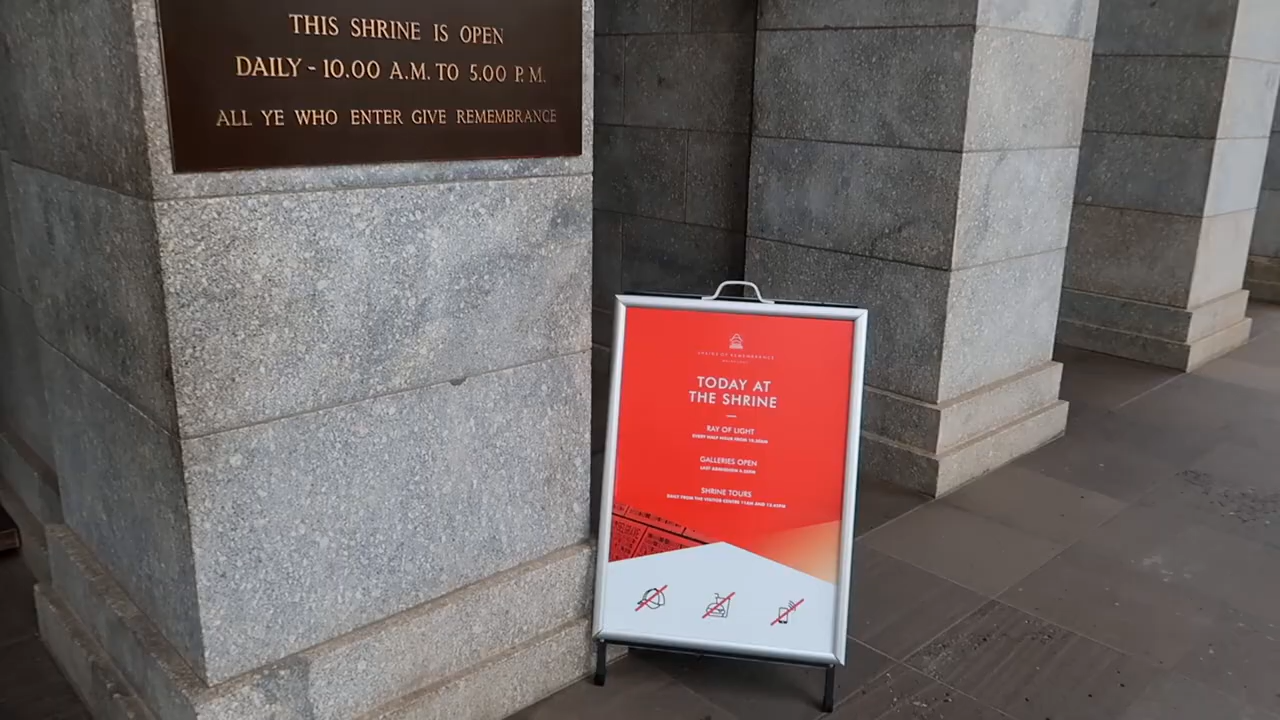 THIS SHRINE IS OPEN
DAILY - 10.00 A.M. TO 5.00 P.M.
ALL YE WHO ENTER GIVE REMEMBRANCE
SHRINE OF REMEMBRANCE
TODAY AT
THE SHRINE
RAY OF LIGHT
EVERY HALF HOUR FROM 10.30AM
GALLERIES OPEN
LAST ADMISSION 4.30PM
SHRINE TOURS
DAILY FROM THE VISITOR CENTRE 11AM AND 12.45PM